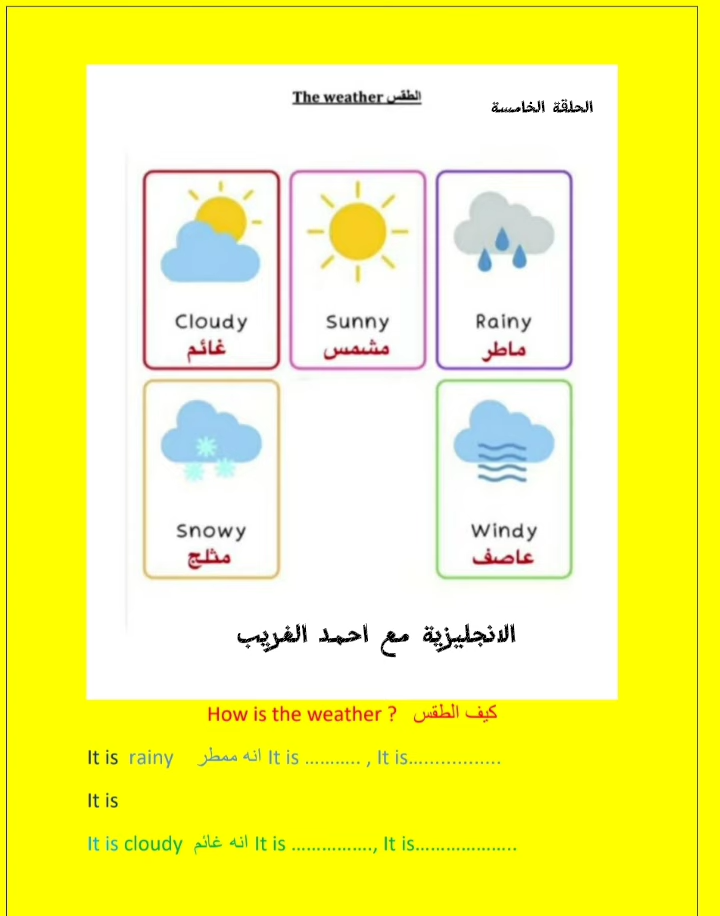 The weather الطقس
الحلقة الخامسة
Cloudy
غائم
Sunny
مشمس
Rainy
ماطر
Snowy
مثلج
Windy
عاصف
الانجليزية مع احمد الغريب
How is the weather ? كيف الطقس
It is rainy انه ممطر It is ……….. , It is…..............
It is
It is cloudy انه غائم It is ……………., It is………………..